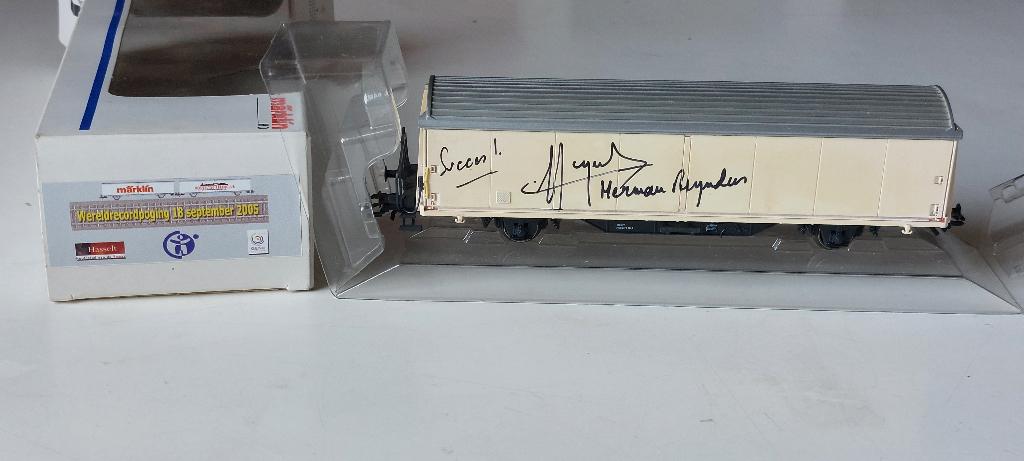 märklin
Wereldrecordpoging 18 september 2005
Hasselt
Succes!
Herman Reynders